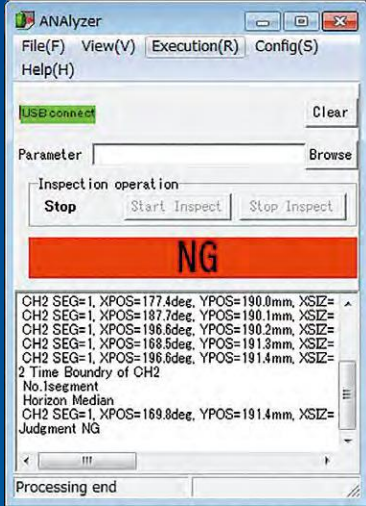 ANAlyzer
File(F) View(V) Execution(R) Config(S)
Help(H)
USB connect
Clear
Parameter
Browse
Inspection operation
Stop Start Inspect Stop Inspect
NG
CH2 SEG=1, XPOS=177.4deg, YPOS=190.0mm, XSIZ=
CH2 SEG=1, XPOS=187.7deg, YPOS=190.1mm, XSIZ=
CH2 SEG=1, XPOS=196.6deg, YPOS=190.2mm, XSIZ=
CH2 SEG=1, XPOS=168.5deg, YPOS=191.3mm, XSIZ=
CH2 SEG=1, XPOS=196.6deg, YPOS=191.4mm, XSIZ=
2 Time Boundry of CH2
No.1segment
Horizon Median
CH2 SEG=1, XPOS=169.8deg, YPOS=191.4mm, XSIZ=
Judgment NG
Processing end